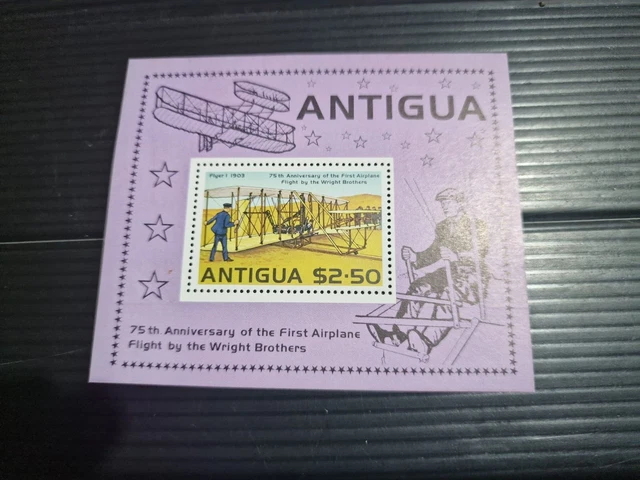 ANTIGUA
Flyer I 1903
75th Anniversary of the First Airplane
Flight by the Wright Brothers
ANTIGUA $2·50
75th Anniversary of the First Airplane
Flight by the Wright Brothers